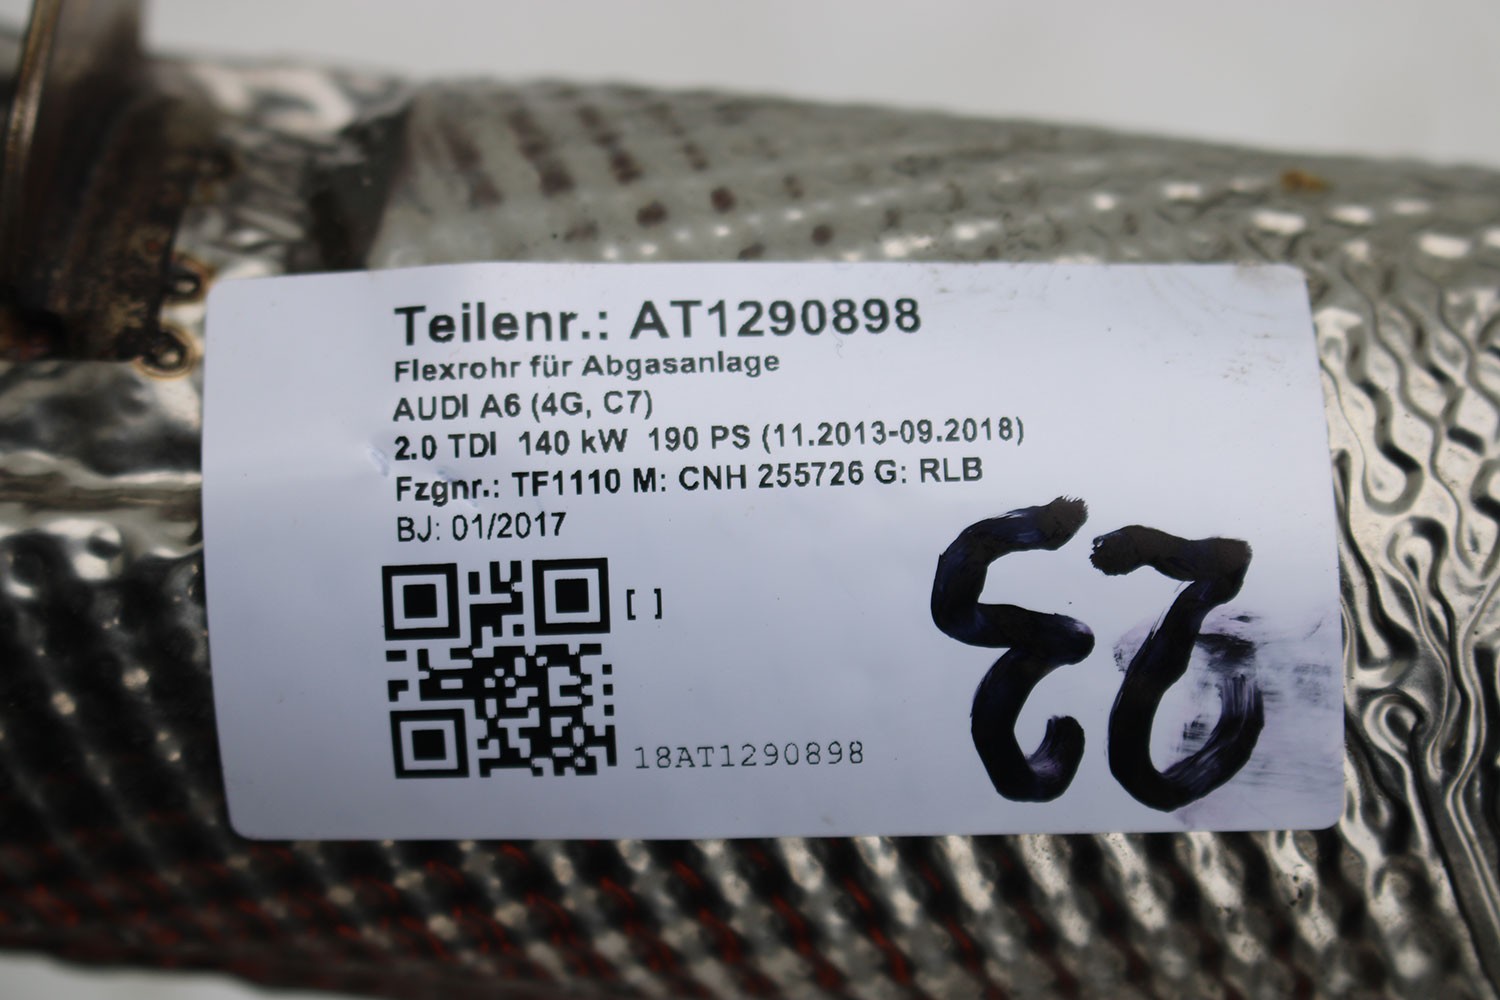 Teilenr.: AT1290898
Flexrohr für Abgasanlage
AUDI A6 (4G, C7)
2.0 TDI 140 kW 190 PS (11.2013-09.2018)
Fzgnr.: TF1110 M: CNH 255726 G: RLB
BJ: 01/2017
[ ]
18AT1290898